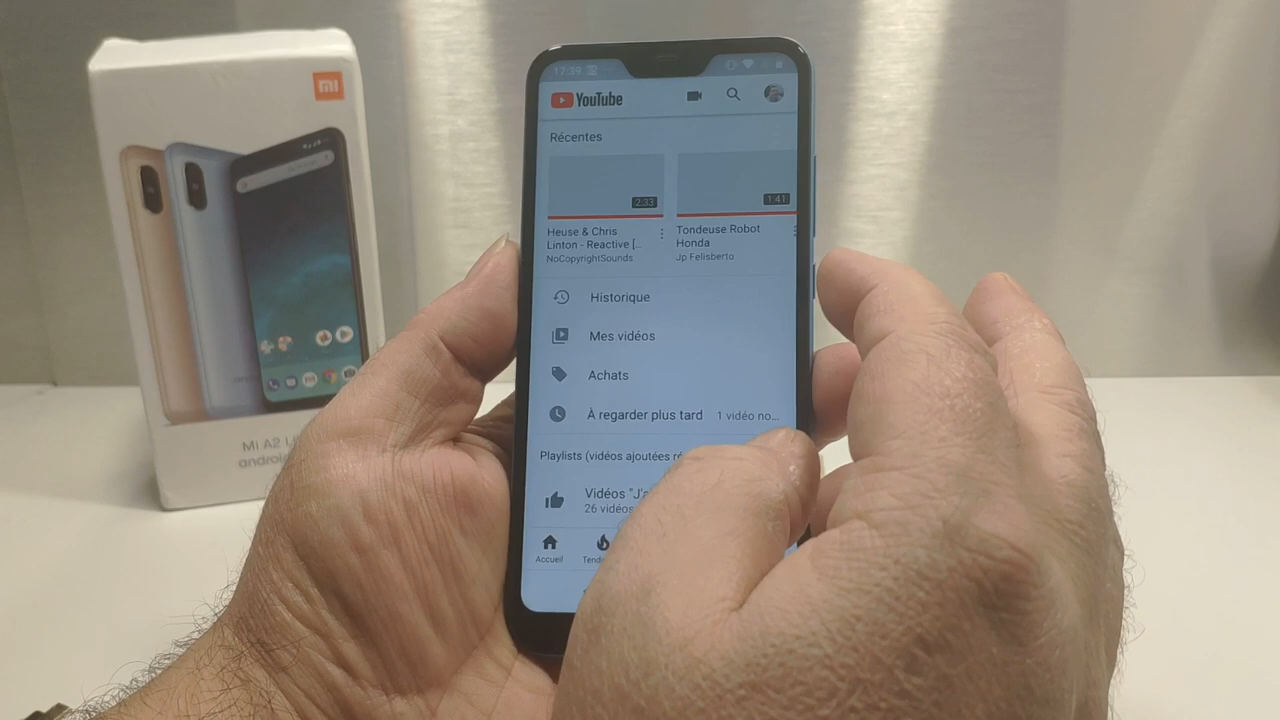 mi
Mi A2 Li
android
17:39
YouTube
Récentes
2:33
1:41
Heuse & Chris
Linton - Reactive [...
NoCopyrightSounds
Tondeuse Robot
Honda
Jp Felisberto
Historique
Mes vidéos
Achats
À regarder plus tard
1 vidéo no...
Playlists (vidéos ajoutées ré
Vidéos "J'a
26 vidéos
Accueil
Tend